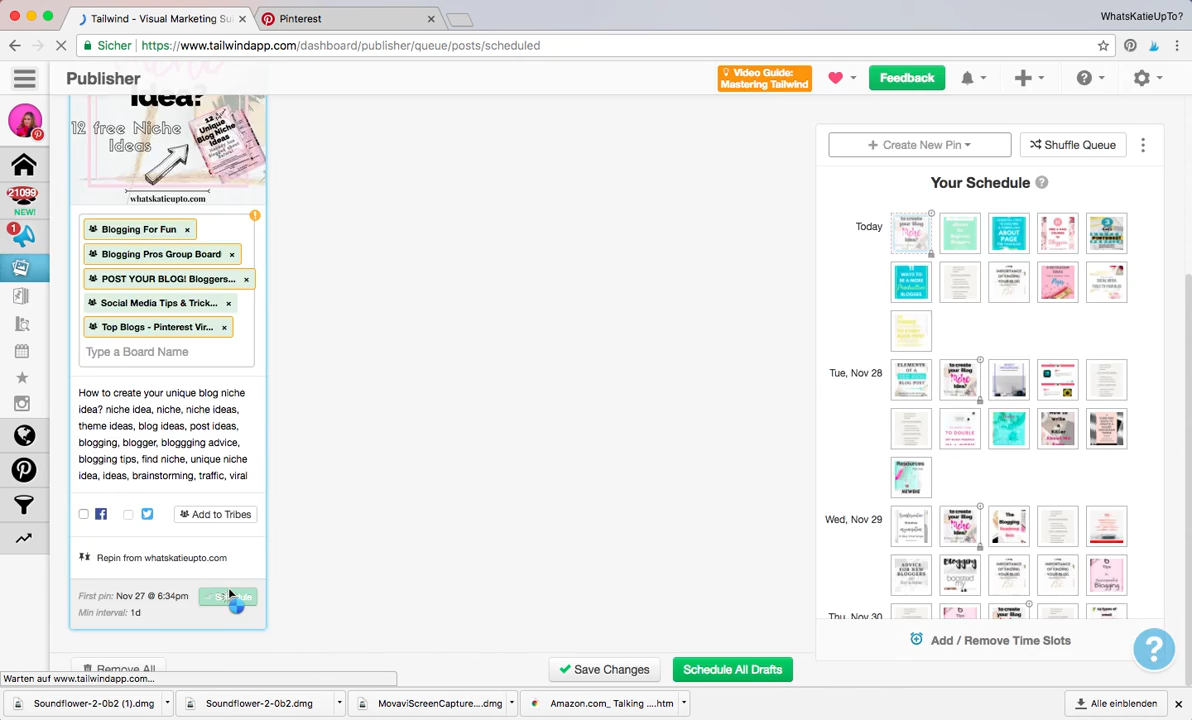 Tailwind - Visual Marketing Su
Pinterest
WhatsKatieUpTo?
Sicher
https://www.tailwindapp.com/dashboard/publisher/queue/posts/scheduled
Publisher
Video Guide:
Mastering Tailwind
Feedback
Idea?
12 free Niche
Ideas
12
Unique
Blog Niche
Ideas
whatskatieupto.com
21099
NEW!
1
Blogging For Fun ×
Blogging Pros Group Board ×
POST YOUR BLOG! Bloggers... ×
Social Media Tips & Trick... ×
Top Blogs - Pinterest Vir... ×
Type a Board Name
How to create your unique blog niche
idea? niche idea, niche, niche ideas,
theme ideas, blog ideas, post ideas,
blogging, blogger, bloggging advice,
blogging tips, find niche, unique niche
idea, ideas, brainstorming, traffic, viral
Add to Tribes
Repin from whatskatieupto.com
First pin: Nov 27 @ 6:34pm
Schedule
Min interval: 1d
Create New Pin
Shuffle Queue
Your Schedule
Today
Tue, Nov 28
Wed, Nov 29
Thu, Nov 30
Add / Remove Time Slots
Remove All
Save Changes
Schedule All Drafts
Warten auf www.tailwindapp.com...
Soundflower-2-0b2 (1).dmg
Soundflower-2-0b2.dmg
MovaviScreenCapture....dmg
Amazon.com_ Talking ....htm
Alle einblenden